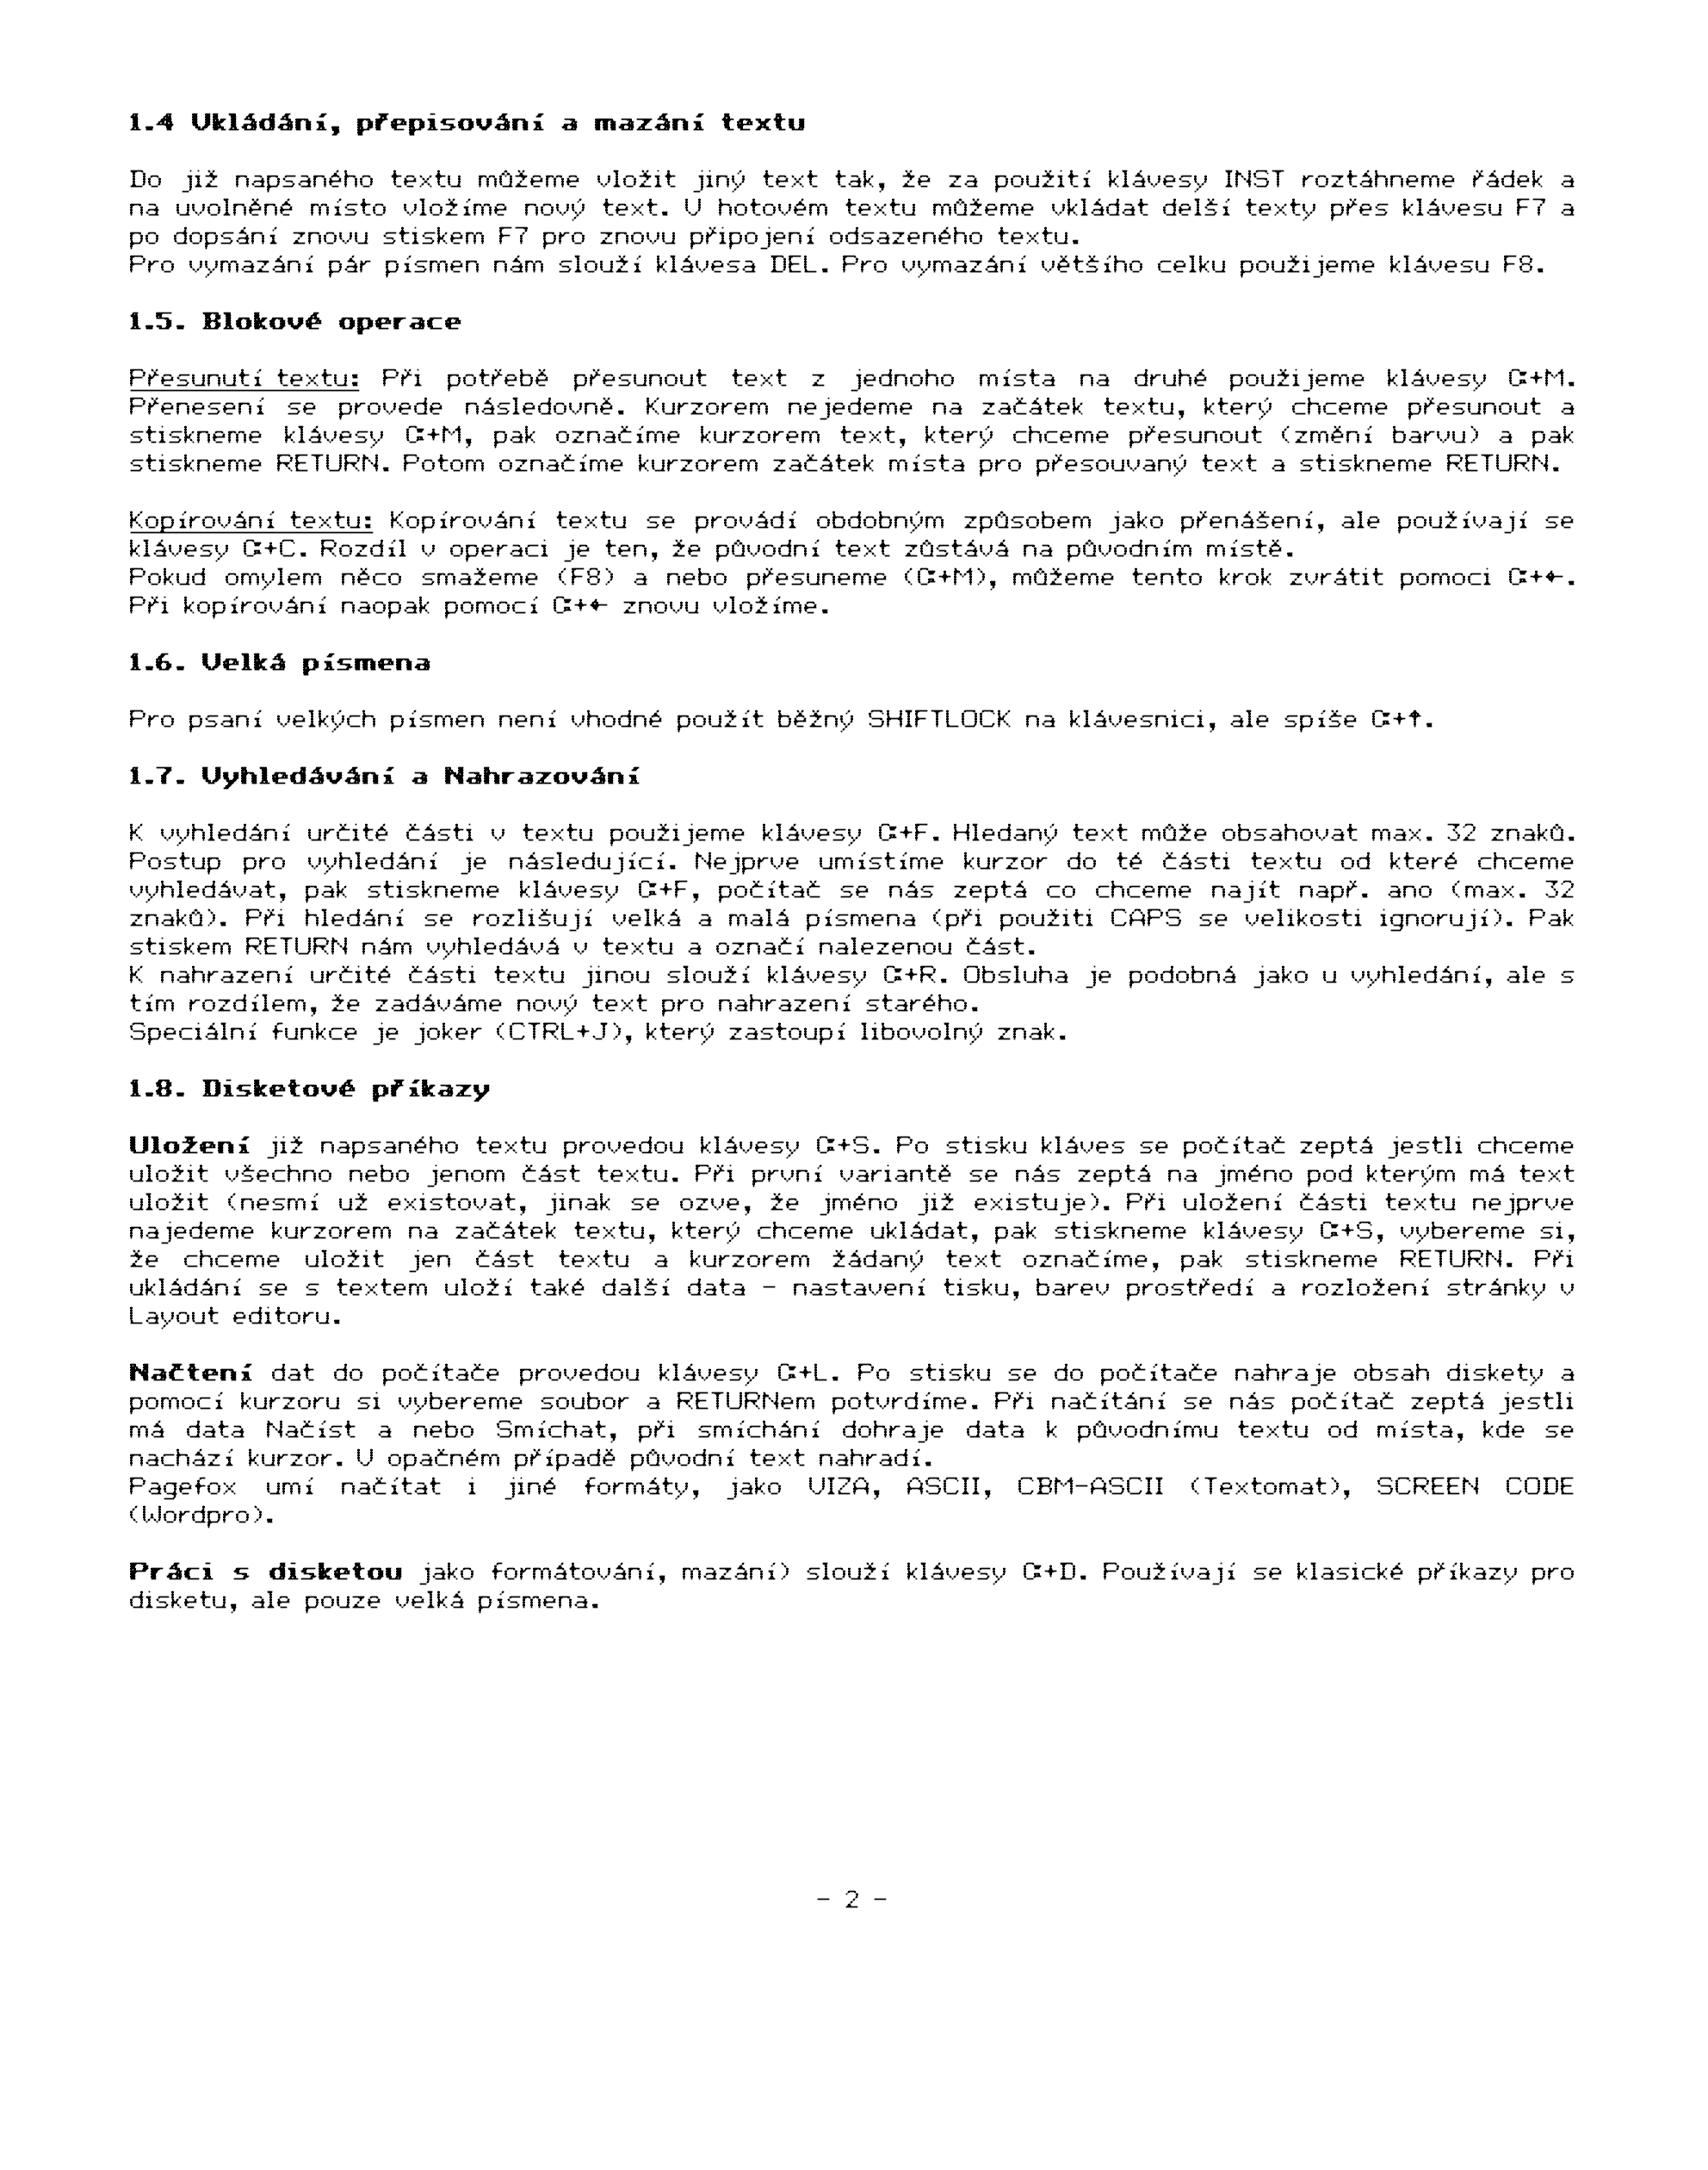 1.4 Vkládání, přepisování a mazání textu
Do již napsaného textu můžeme vložit jiný text tak, že za použití klávesy INST roztáhneme řádek a
na uvolněné místo vložíme nový text. V hotovém textu můžeme vkládat delší texty přes klávesu F7 a
po dopsání znovu stiskem F7 pro znovu připojení odsazeného textu.
Pro vymazání pár písmen nám slouží klávesa DEL. Pro vymazání většího celku použijeme klávesu F8.
1.5. Blokové operace
Přesunutí textu: Při potřebě přesunout text z jednoho místa na druhé použijeme klávesy C=+M.
Přenesení se provede následovně. Kurzorem nejedeme na začátek textu, který chceme přesunout a
stiskneme klávesy C=+M, pak označíme kurzorem text, který chceme přesunout (změní barvu) a pak
stiskneme RETURN. Potom označíme kurzorem začátek místa pro přesouvaný text a stiskneme RETURN.
Kopírování textu: Kopírování textu se provádí obdobným způsobem jako přenášení, ale používají se
klávesy C=+C. Rozdíl v operaci je ten, že původní text zůstává na původním místě.
Pokud omylem něco smažeme (F8) a nebo přesuneme (C=+M), můžeme tento krok zvrátit pomoci C=+←.
Při kopírování naopak pomocí C=+← znovu vložíme.
1.6. Velká písmena
Pro psaní velkých písmen není vhodné použít běžný SHIFTLOCK na klávesnici, ale spíše C=+↑.
1.7. Vyhledávání a Nahrazování
K vyhledání určité části v textu použijeme klávesy C=+F. Hledaný text může obsahovat max. 32 znaků.
Postup pro vyhledání je následující. Nejprve umístíme kurzor do té části textu od které chceme
vyhledávat, pak stiskneme klávesy C=+F, počítač se nás zeptá co chceme najít např. ano (max. 32
znaků). Při hledání se rozlišují velká a malá písmena (při použiti CAPS se velikosti ignorují). Pak
stiskem RETURN nám vyhledává v textu a označí nalezenou část.
K nahrazení určité části textu jinou slouží klávesy C=+R. Obsluha je podobná jako u vyhledání, ale s
tím rozdílem, že zadáváme nový text pro nahrazení starého.
Speciální funkce je joker (CTRL+J), který zastoupí libovolný znak.
1.8. Disketové příkazy
Uložení již napsaného textu provedou klávesy C=+S. Po stisku kláves se počítač zeptá jestli chceme
uložit všechno nebo jenom část textu. Při první variantě se nás zeptá na jméno pod kterým má text
uložit (nesmí už existovat, jinak se ozve, že jméno již existuje). Při uložení části textu nejprve
najedeme kurzorem na začátek textu, který chceme ukládat, pak stiskneme klávesy C=+S, vybereme si,
že chceme uložit jen část textu a kurzorem žádaný text označíme, pak stiskneme RETURN. Při
ukládání se s textem uloží také další data - nastavení tisku, barev prostředí a rozložení stránky v
Layout editoru.
Načtení dat do počítače provedou klávesy C=+L. Po stisku se do počítače nahraje obsah diskety a
pomocí kurzoru si vybereme soubor a RETURNem potvrdíme. Při načítání se nás počítač zeptá jestli
má data Načíst a nebo Smíchat, při smíchání dohraje data k původnímu textu od místa, kde se
nachází kurzor. V opačném případě původní text nahradí.
Pagefox umí načítat i jiné formáty, jako VIZA, ASCII, CBM-ASCII (Textomat), SCREEN CODE
(Wordpro).
Práci s disketou jako formátování, mazání) slouží klávesy C=+D. Používají se klasické příkazy pro
disketu, ale pouze velká písmena.
- 2 -